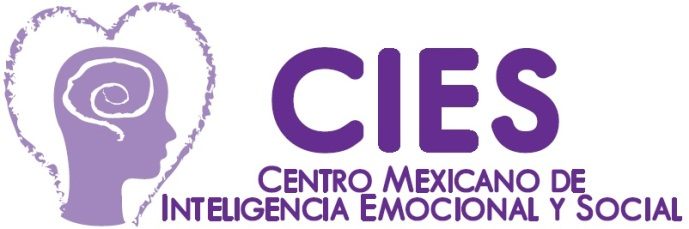 CIES
CENTRO MEXICANO DE
INTELIGENCIA EMOCIONAL Y SOCIAL